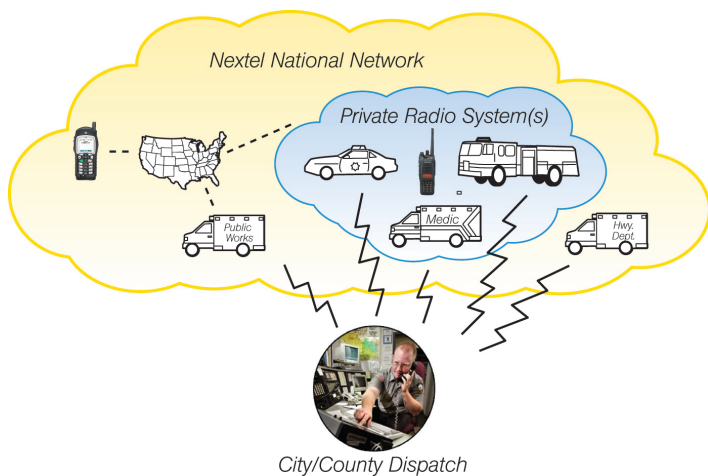 Nextel National Network
Private Radio System(s)
Public
Works
Medic
Hwy.
Dept.
City/County Dispatch